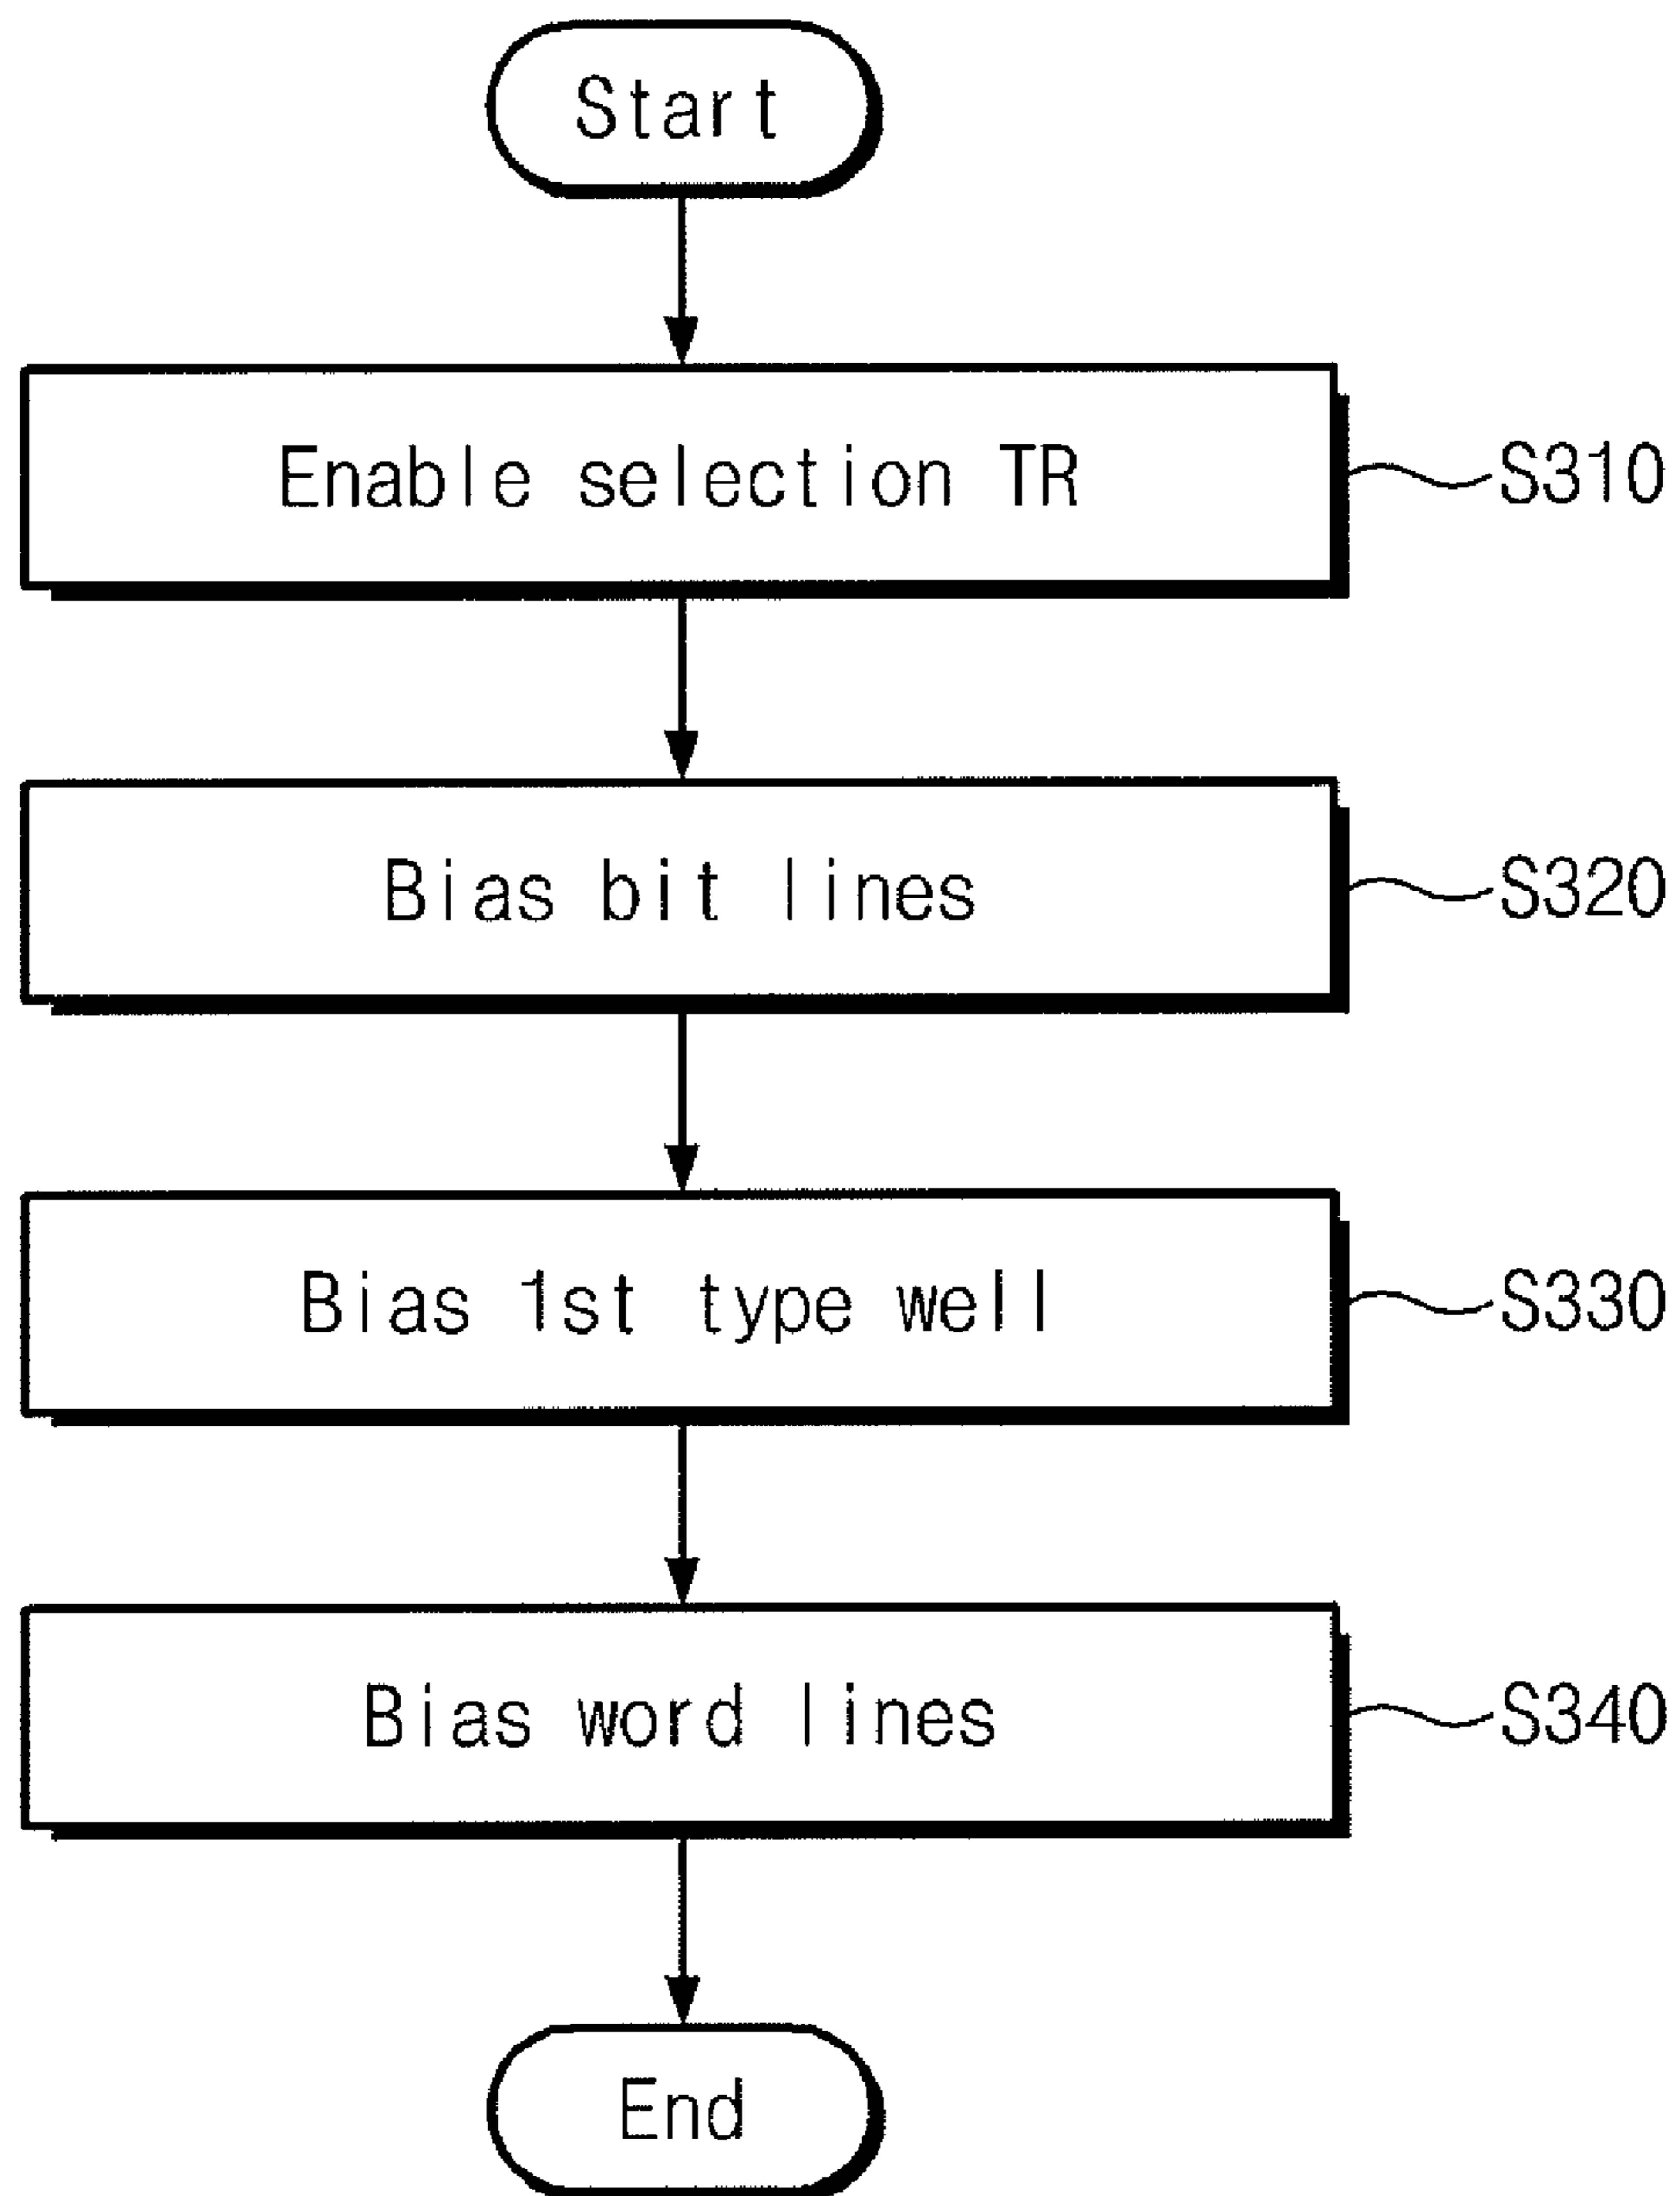 Start
Enable selection TR
S310
Bias bit lines
S320
Bias 1st type well
S330
Bias word lines
S340
End